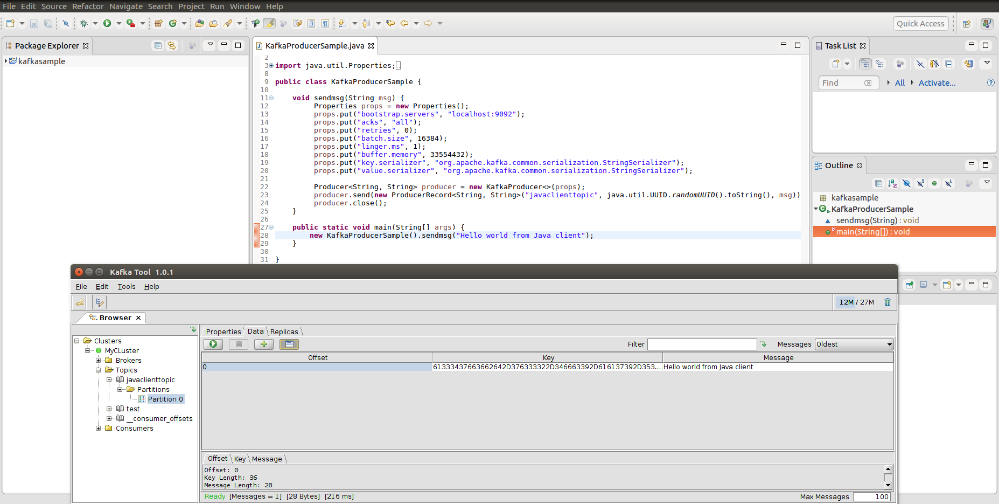 File Edit Source Refactor Navigate Search Project Run Window Help
Quick Access
Package Explorer
kafkasample
KafkaProducerSample.java
2
3 import java.util.Properties;
8
9 public class KafkaProducerSample {
10
11 void sendmsg(String msg) {
12 Properties props = new Properties();
13 props.put("bootstrap.servers", "localhost:9092");
14 props.put("acks", "all");
15 props.put("retries", 0);
16 props.put("batch.size", 16384);
17 props.put("linger.ms", 1);
18 props.put("buffer.memory", 33554432);
19 props.put("key.serializer", "org.apache.kafka.common.serialization.StringSerializer");
20 props.put("value.serializer", "org.apache.kafka.common.serialization.StringSerializer");
21
22 Producer<String, String> producer = new KafkaProducer<>(props);
23 producer.send(new ProducerRecord<String, String>("javaclienttopic", java.util.UUID.randomUUID().toString(), msg))
24 producer.close();
25 }
26
27 public static void main(String[] args) {
28 new KafkaProducerSample().sendmsg("Hello world from Java client");
29 }
30
31 }
Task List
Find All Activate...
Outline
kafkasample
KafkaProducerSample
sendmsg(String) : void
main(String[]) : void
Kafka Tool 1.0.1
File Edit Tools Help
12M / 27M
Browser
Clusters
MyCLuster
Brokers
Topics
javaclienttopic
Partitions
Partition 0
test
__consumer_offsets
Consumers
Properties Data Replicas
Filter Messages Oldest
Offset Key Message
0 61333437663662642D376333322D346663392D616137392D353... Hello world from Java client
Offset Key Message
Offset: 0
Key Length: 36
Message Length: 28
Ready [Messages = 1] [28 Bytes] [216 ms]
Max Messages 100